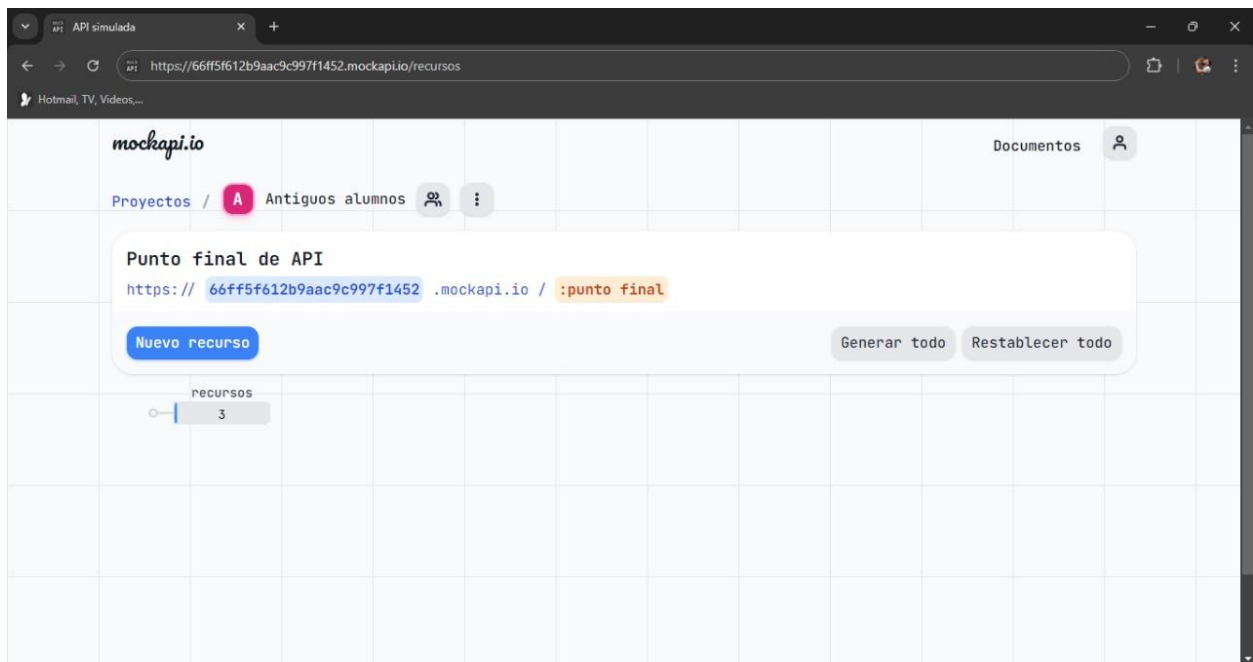 API simulada
https://66ff5f612b9aac9c997f1452.mockapi.io/recursos
Hotmail, TV, Videos,...
mockapi.io
Documentos
Proyectos / A Antiguos alumnos
Punto final de API
https:// 66ff5f612b9aac9c997f1452 .mockapi.io / :punto final
Nuevo recurso Generar todo Restablecer todo
recursos
3